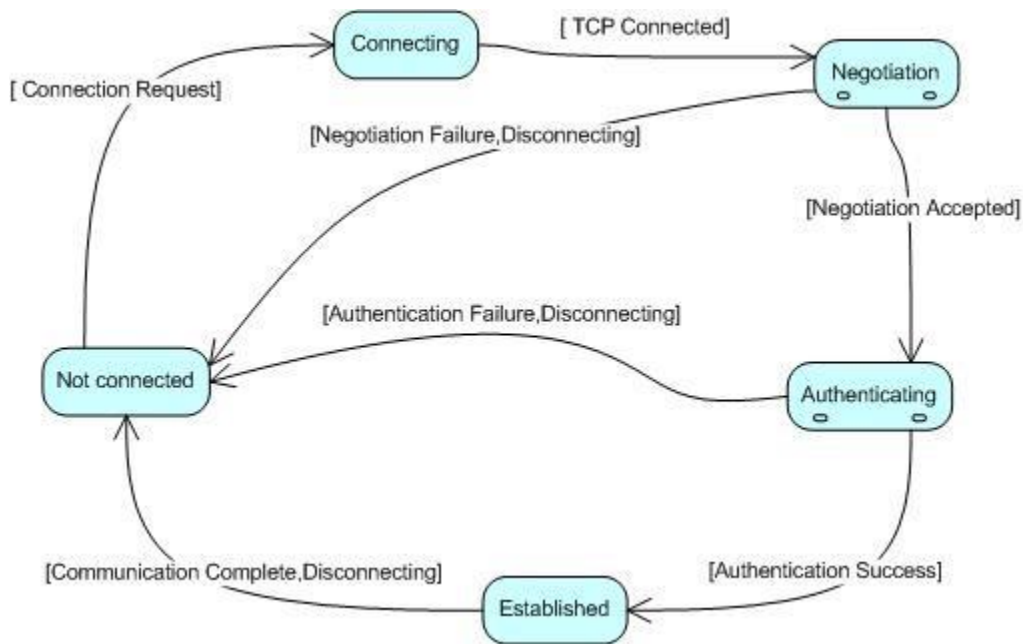 Connecting
[ TCP Connected]
Negotiation
[ Connection Request]
[Negotiation Failure,Disconnecting]
[Negotiation Accepted]
[Authentication Failure,Disconnecting]
Not connected
Authenticating
[Communication Complete,Disconnecting]
[Authentication Success]
Established